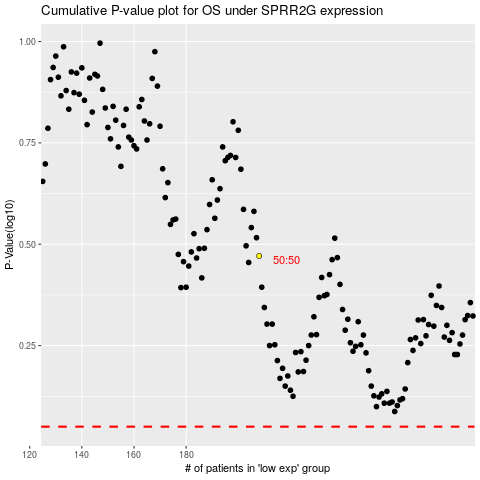 Cumulative P-value plot for OS under SPRR2G expression
1.00
0.75
0.50
0.25
P-Value(log10)
50:50
120 140 160 180
# of patients in 'low exp' group